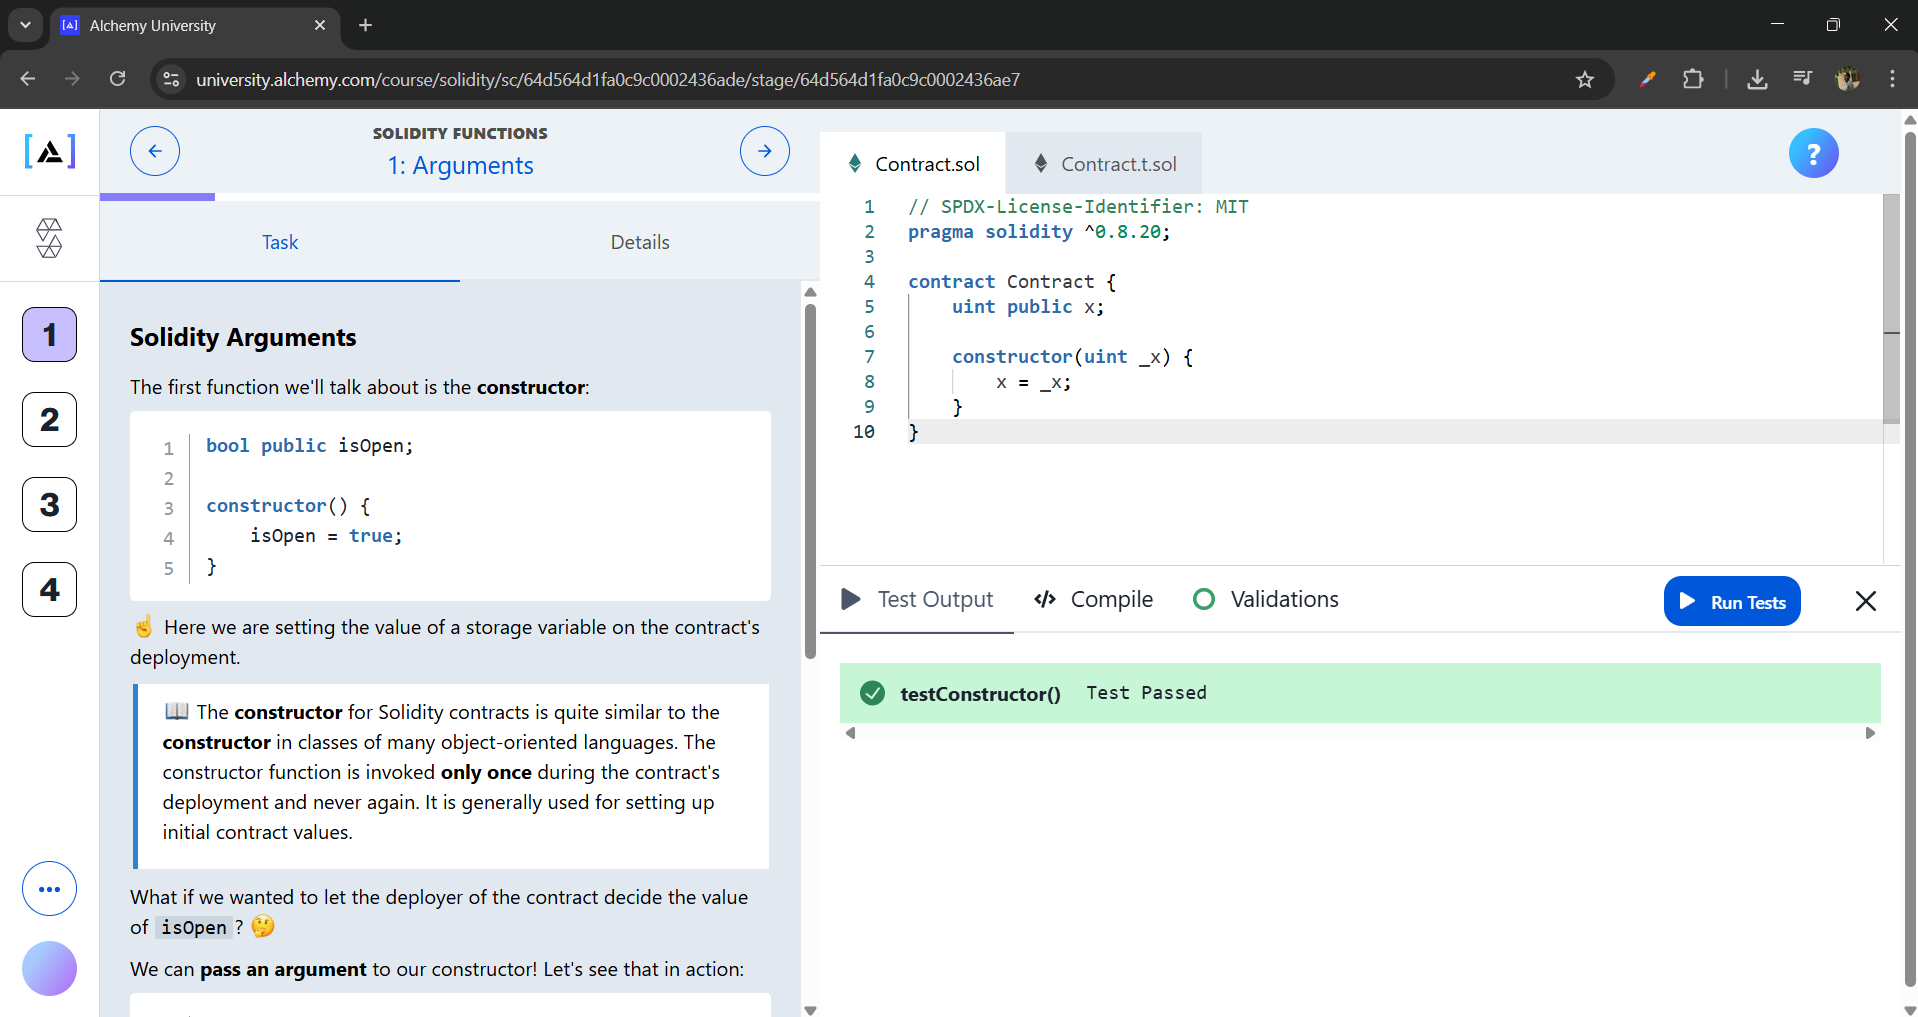 Alchemy University
university.alchemy.com/course/solidity/sc/64d564d1fa0c9c0002436ade/stage/64d564d1fa0c9c0002436ae7
SOLIDITY FUNCTIONS
1: Arguments
Task
Details
1
2
3
4
Solidity Arguments
The first function we'll talk about is the constructor:
1 bool public isOpen;
2
3 constructor() {
4 isOpen = true;
5 }
☝️ Here we are setting the value of a storage variable on the contract's
deployment.
📖 The constructor for Solidity contracts is quite similar to the
constructor in classes of many object-oriented languages. The
constructor function is invoked only once during the contract's
deployment and never again. It is generally used for setting up
initial contract values.
What if we wanted to let the deployer of the contract decide the value
of isOpen? 🤔
We can pass an argument to our constructor! Let's see that in action:
Contract.sol
Contract.t.sol
?
1 // SPDX-License-Identifier: MIT
2 pragma solidity ^0.8.20;
3
4 contract Contract {
5 uint public x;
6
7 constructor(uint _x) {
8 x = _x;
9 }
10 }
Test Output
Compile
Validations
Run Tests
testConstructor() Test Passed